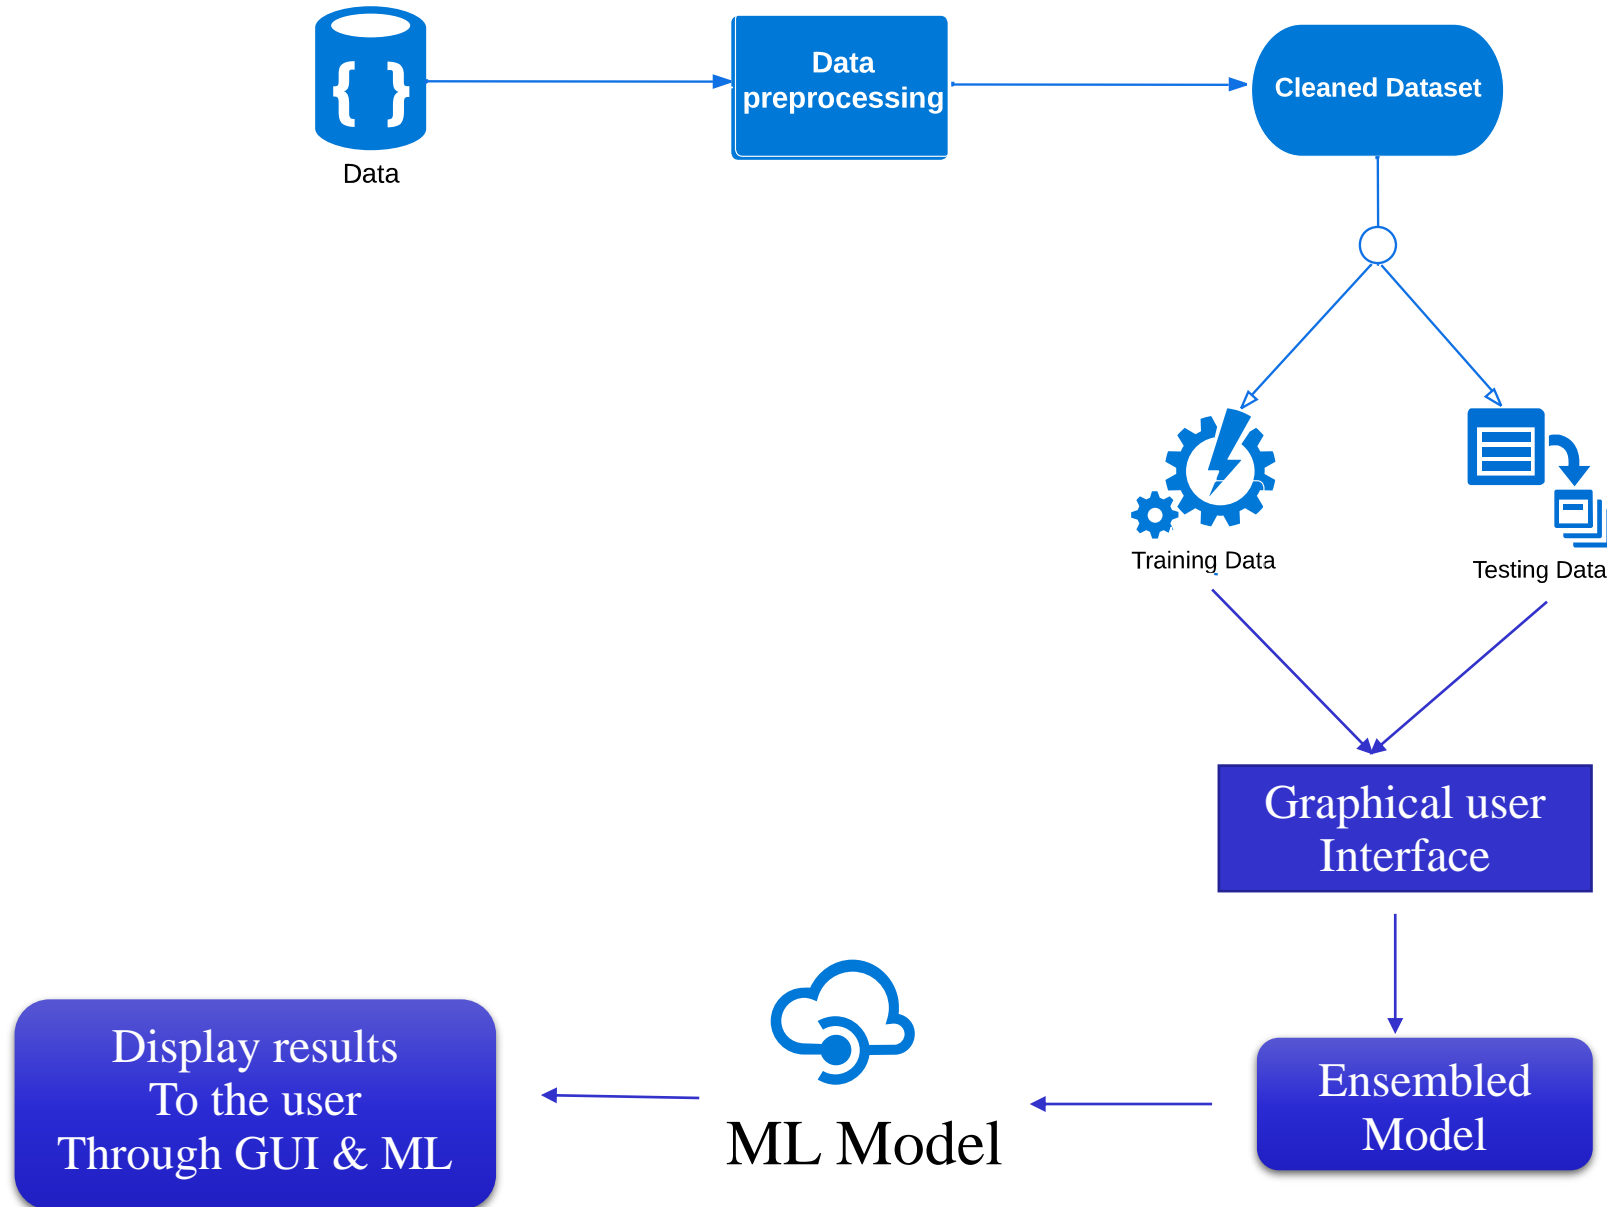 { }
Data
Data
preprocessing
Cleaned Dataset
Training Data
Testing Data
Graphical user
Interface
Ensembled
Model
ML Model
Display results
To the user
Through GUI & ML